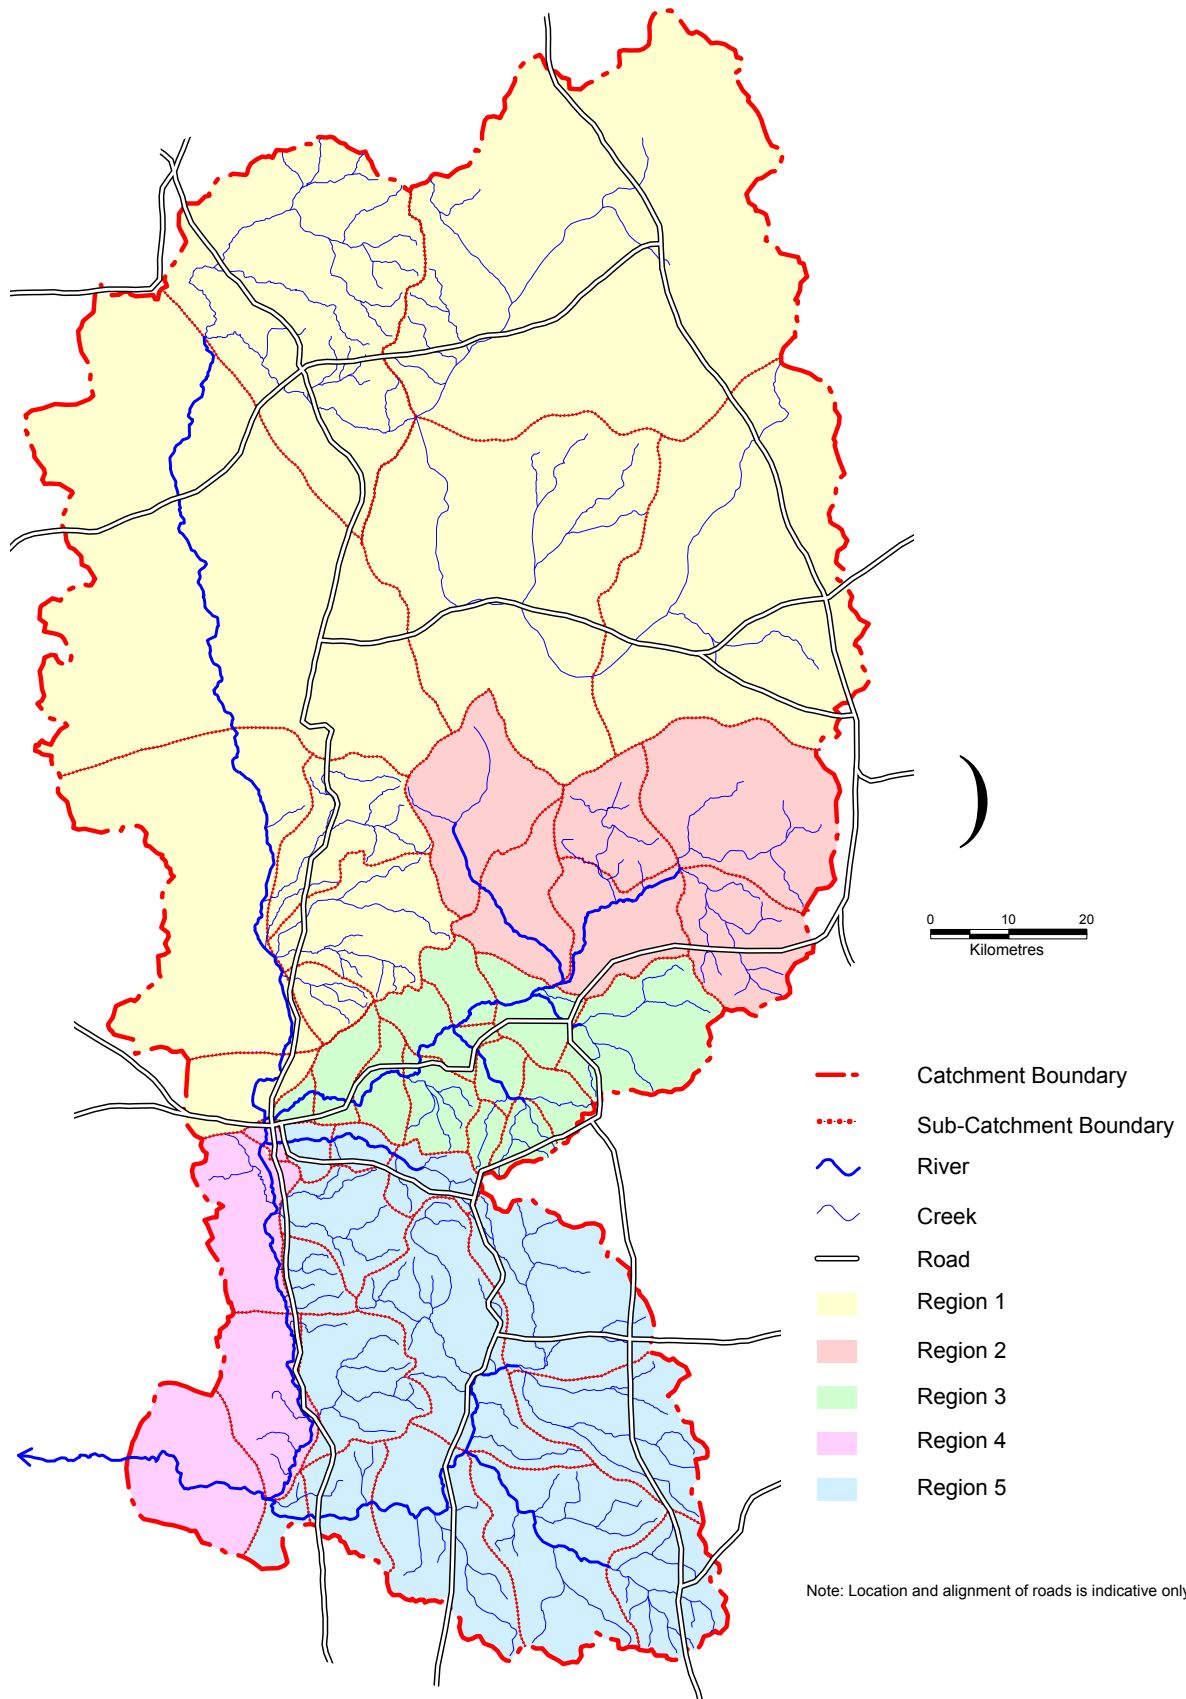 0 10 20
Kilometres
Catchment Boundary
Sub-Catchment Boundary
River
Creek
Road
Region 1
Region 2
Region 3
Region 4
Region 5
Note: Location and alignment of roads is indicative only